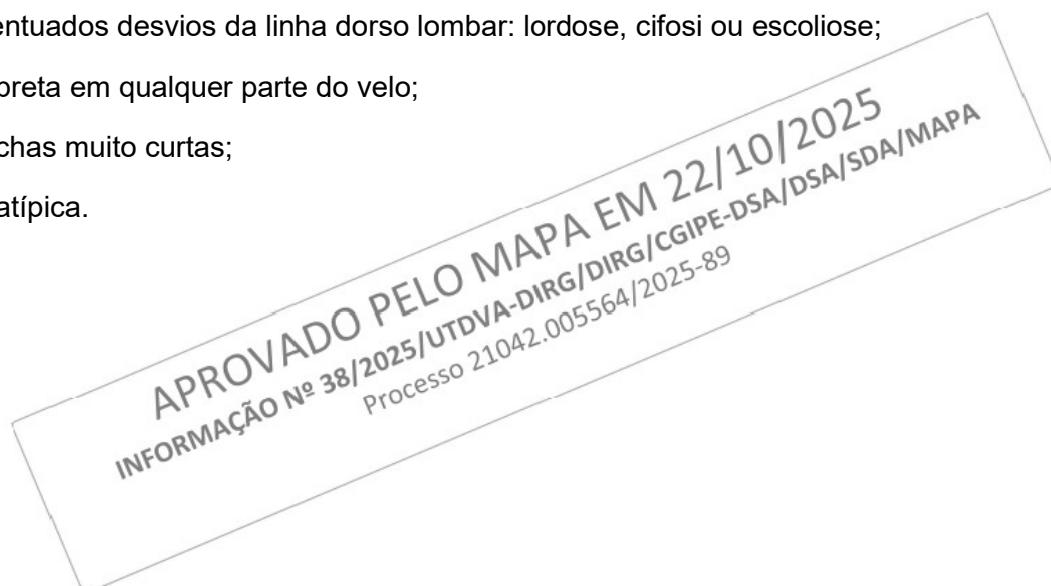 entuados desvios da linha dorso lombar: lordose, cifosi ou escoliose;
preta em qualquer parte do velo;
chas muito curtas;
atípica.
APROVADO PELO MAPA EM 22/10/2025
INFORMAÇÃO Nº 38/2025/UTDVA-DIRG/DIRG/CGIPE-DSA/DSA/SDA/MAPA
Processo 21042.005564/2025-89